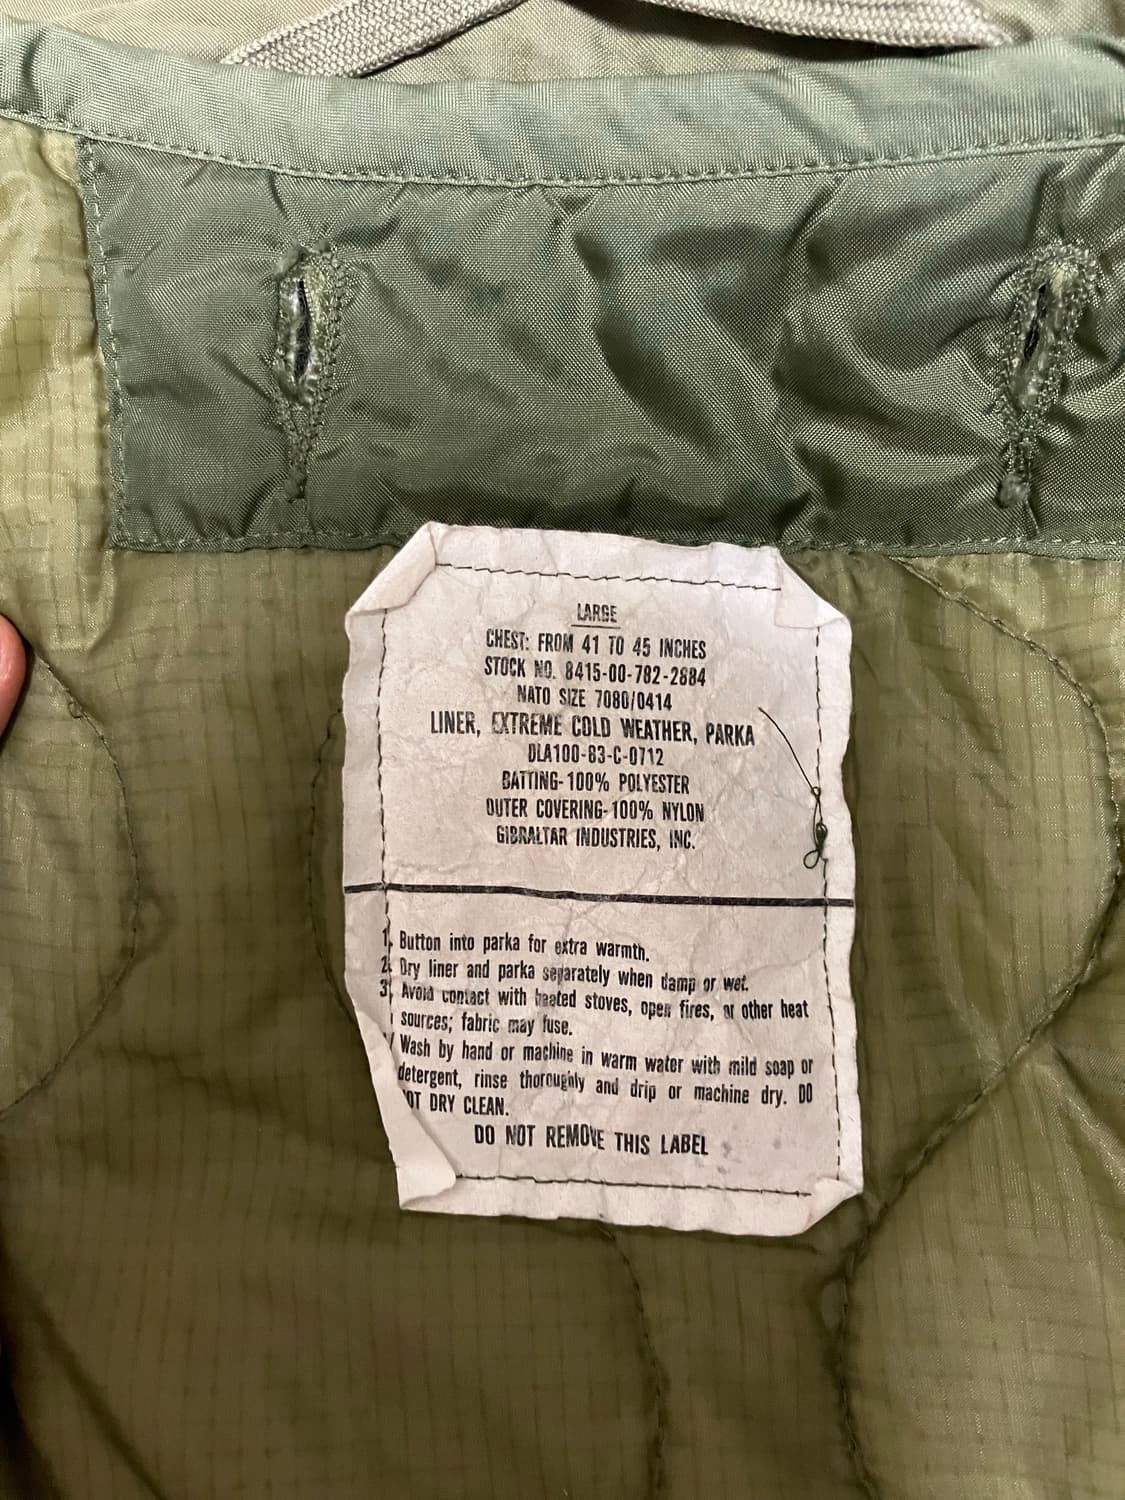 LARGE
CHEST: FROM 41 TO 45 INCHES
STOCK NO. 8415-00-782-2884
NATO SIZE 7080/0414
LINER, EXTREME COLD WEATHER, PARKA
DLA100-83-C-0712
BATTING-100% POLYESTER
OUTER COVERING-100% NYLON
GIBRALTAR INDUSTRIES, INC.
1. Button into parka for extra warmth.
2. Dry liner and parka separately when damp or wet.
3. Avoid contact with heated stoves, open fires, or other heat
sources; fabric may fuse.
Wash by hand or machine in warm water with mild soap or
detergent, rinse thoroughly and drip or machine dry. DO
NOT DRY CLEAN.
DO NOT REMOVE THIS LABEL